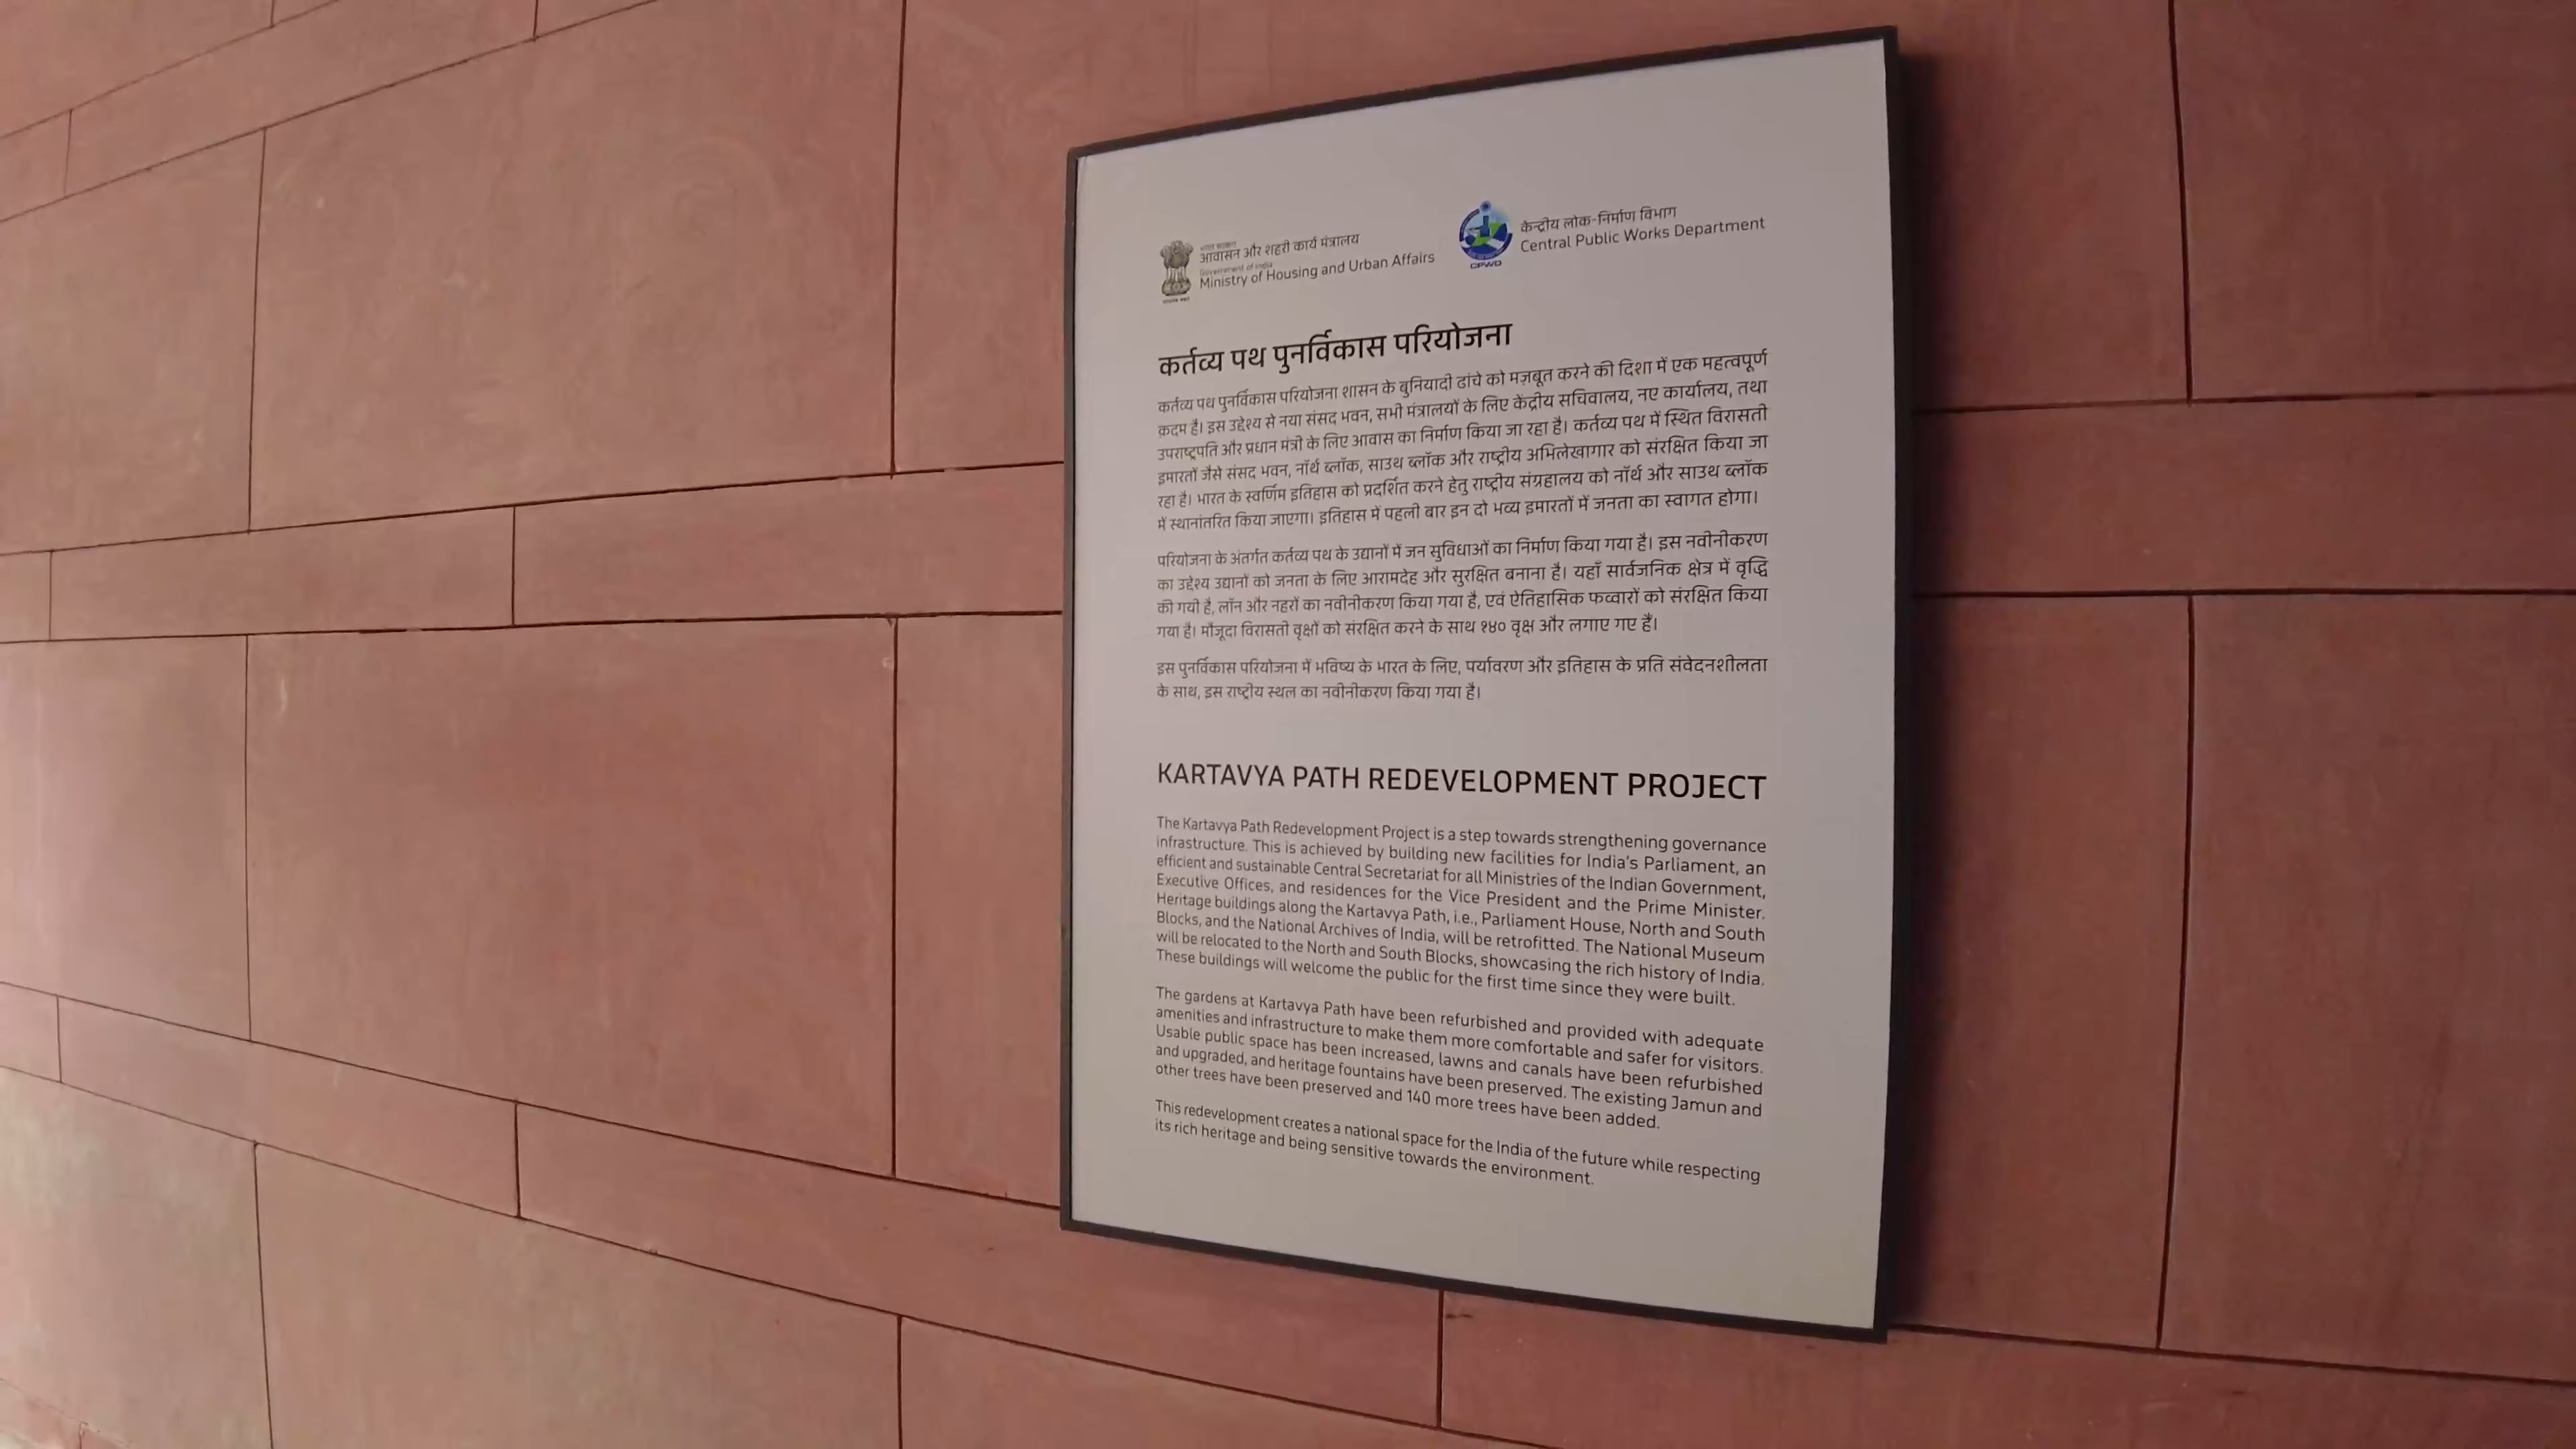 भारत सरकार
आवासन और शहरी कार्य मंत्रालय
Government of India
Ministry of Housing and Urban Affairs
केन्द्रीय लोक-निर्माण विभाग
Central Public Works Department
CPWD
कर्तव्य पथ पुनर्विकास परियोजना
कर्तव्य पथ पुनर्विकास परियोजना शासन के बुनियादी ढांचे को मज़बूत करने की दिशा में एक महत्वपूर्ण
क़दम है। इस उद्देश्य से नया संसद भवन, सभी मंत्रालयों के लिए केंद्रीय सचिवालय, नए कार्यालय, तथा
उपराष्ट्रपति और प्रधान मंत्री के लिए आवास का निर्माण किया जा रहा है। कर्तव्य पथ में स्थित विरासती
इमारतों जैसे संसद भवन, नॉर्थ ब्लॉक, साउथ ब्लॉक और राष्ट्रीय अभिलेखागार को संरक्षित किया जा
रहा है। भारत के स्वर्णिम इतिहास को प्रदर्शित करने हेतु राष्ट्रीय संग्रहालय को नॉर्थ और साउथ ब्लॉक
में स्थानांतरित किया जाएगा। इतिहास में पहली बार इन दो भव्य इमारतों में जनता का स्वागत होगा।
परियोजना के अंतर्गत कर्तव्य पथ के उद्यानों में जन सुविधाओं का निर्माण किया गया है। इस नवीनीकरण
का उद्देश्य उद्यानों को जनता के लिए आरामदेह और सुरक्षित बनाना है। यहाँ सार्वजनिक क्षेत्र में वृद्धि
की गयी है, लॉन और नहरों का नवीनीकरण किया गया है, एवं ऐतिहासिक फव्वारों को संरक्षित किया
गया है। मौजूदा विरासती वृक्षों को संरक्षित करने के साथ १४० वृक्ष और लगाए गए हैं।
इस पुनर्विकास परियोजना में भविष्य के भारत के लिए, पर्यावरण और इतिहास के प्रति संवेदनशीलता
के साथ, इस राष्ट्रीय स्थल का नवीनीकरण किया गया है।
KARTAVYA PATH REDEVELOPMENT PROJECT
The Kartavya Path Redevelopment Project is a step towards strengthening governance
infrastructure. This is achieved by building new facilities for India's Parliament, an
efficient and sustainable Central Secretariat for all Ministries of the Indian Government,
Executive Offices, and residences for the Vice President and the Prime Minister.
Heritage buildings along the Kartavya Path, i.e., Parliament House, North and South
Blocks, and the National Archives of India, will be retrofitted. The National Museum
will be relocated to the North and South Blocks, showcasing the rich history of India.
These buildings will welcome the public for the first time since they were built.
The gardens at Kartavya Path have been refurbished and provided with adequate
amenities and infrastructure to make them more comfortable and safer for visitors.
Usable public space has been increased, lawns and canals have been refurbished
and upgraded, and heritage fountains have been preserved. The existing Jamun and
other trees have been preserved and 140 more trees have been added.
This redevelopment creates a national space for the India of the future while respecting
its rich heritage and being sensitive towards the environment.